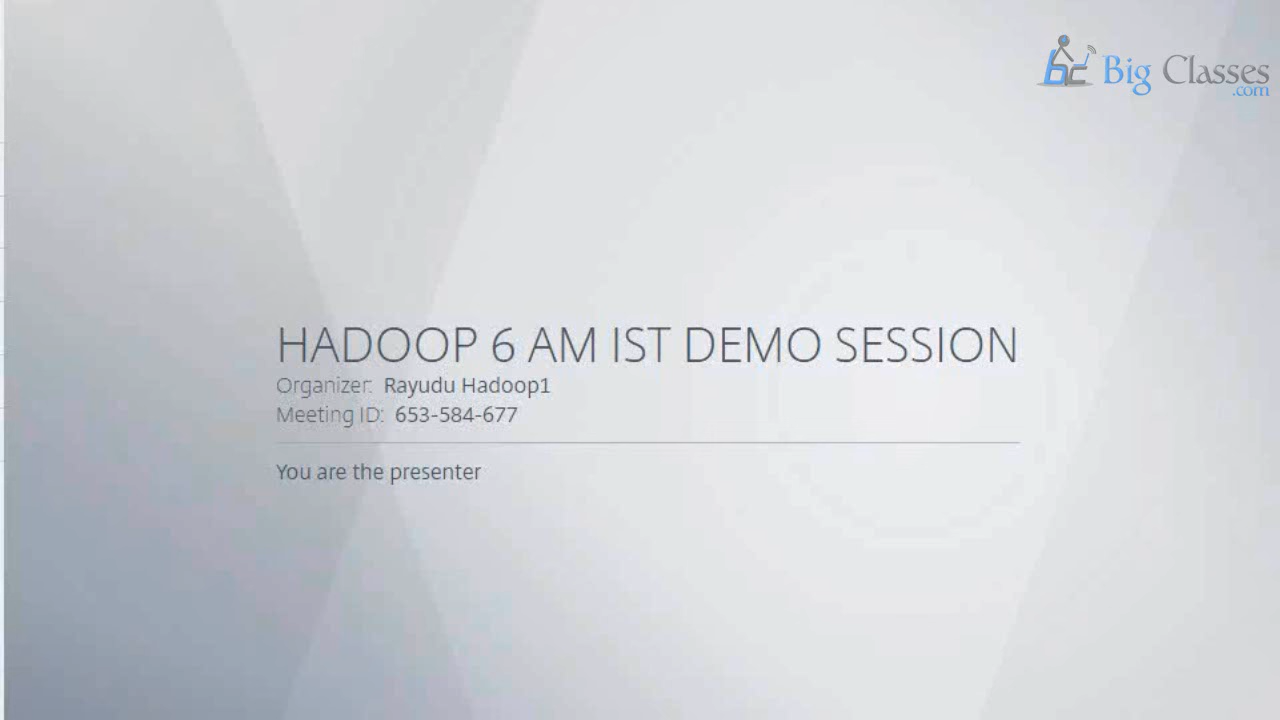 bc Big Classes
.com
HADOOP 6 AM IST DEMO SESSION
Organizer: Rayudu Hadoop1
Meeting ID: 653-584-677
You are the presenter